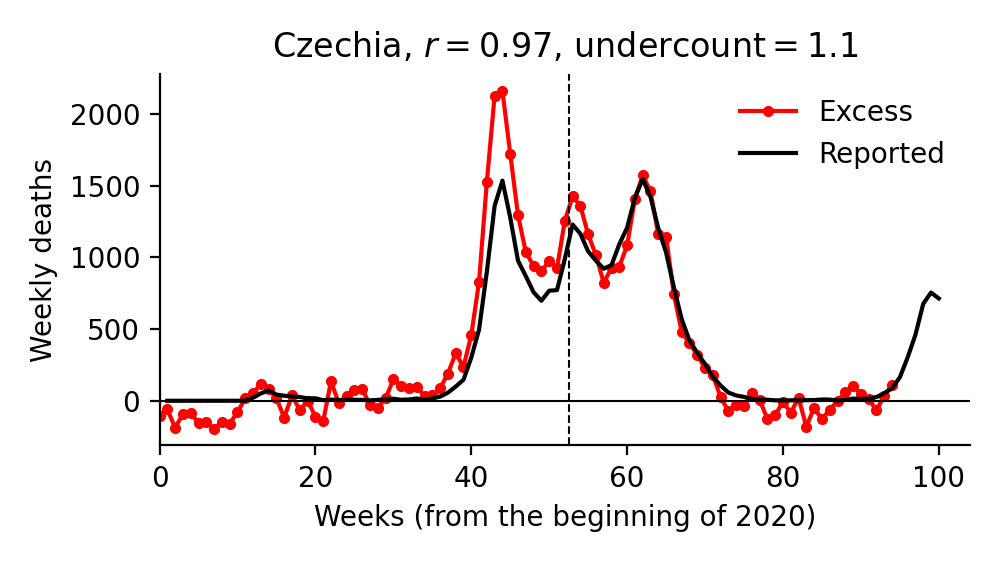 Czechia, r = 0.97, undercount = 1.1
Excess
Reported
Weekly deaths
2000
1500
1000
500
0
0 20 40 60 80 100
Weeks (from the beginning of 2020)